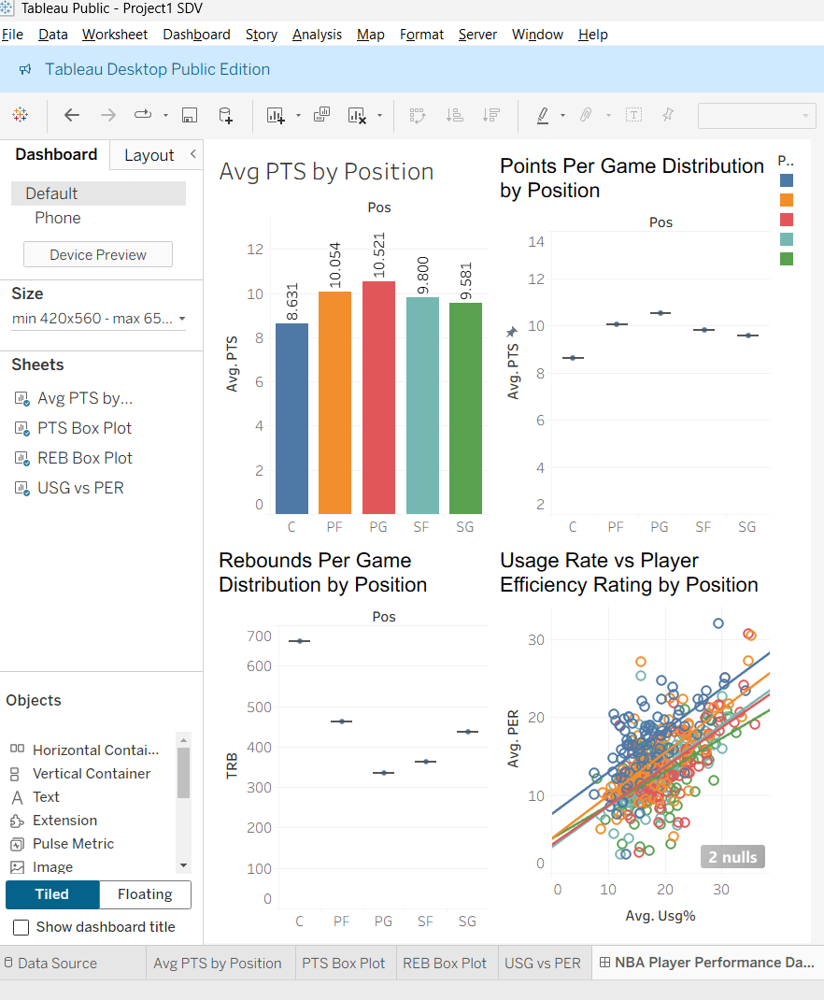 Tableau Public - Project1 SDV
File Data Worksheet Dashboard Story Analysis Map Format Server Window Help
Tableau Desktop Public Edition
Dashboard Layout
Default
Phone
Device Preview
Size
min 420x560 - max 65...
Sheets
Avg PTS by...
PTS Box Plot
REB Box Plot
USG vs PER
Objects
Horizontal Contai...
Vertical Container
Text
Extension
Pulse Metric
Image
Tiled Floating
Show dashboard title
Avg PTS by Position
Pos
Avg. PTS
12
10
8
6
4
2
0
8.631
10.054
10.521
9.800
9.581
C PF PG SF SG
Points Per Game Distribution
by Position
Pos
Avg. PTS
14
12
10
8
6
4
2
C PF PG SF SG
P..
Rebounds Per Game
Distribution by Position
Pos
TRB
700
600
500
400
300
200
100
0
C PF PG SF SG
Usage Rate vs Player
Efficiency Rating by Position
Avg. PER
30
20
10
0
2 nulls
0 10 20 30
Avg. Usg%
Data Source Avg PTS by Position PTS Box Plot REB Box Plot USG vs PER NBA Player Performance Da...